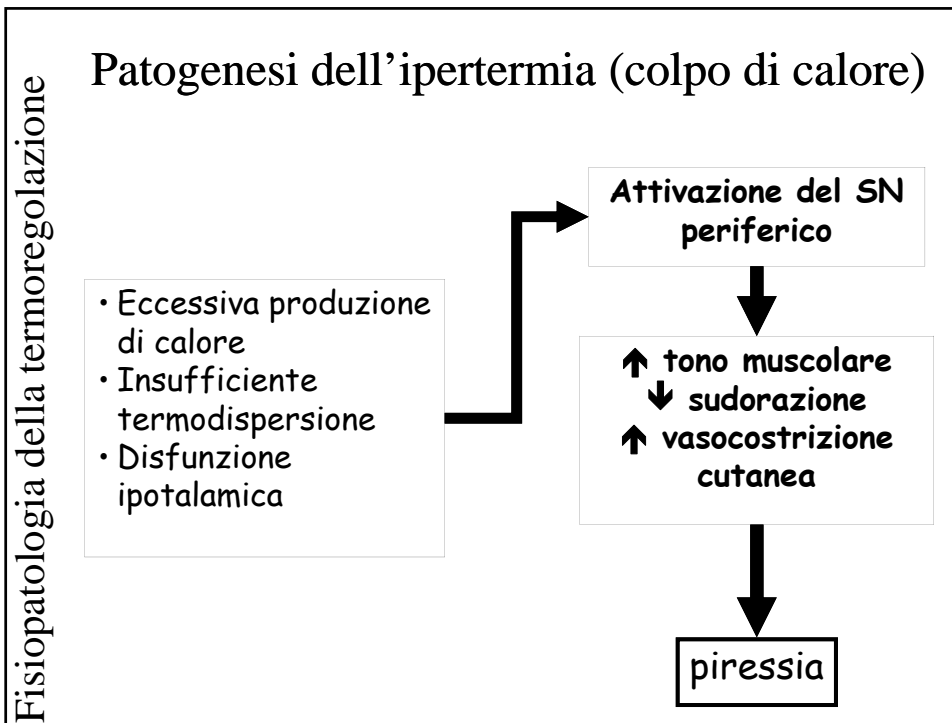 Patogenesi dell'ipertermia (colpo di calore)
Fisiopatologia della termoregolazione
• Eccessiva produzione
di calore
• Insufficiente
termodispersione
• Disfunzione
ipotalamica
Attivazione del SN
periferico
↑ tono muscolare
↓ sudorazione
↑ vasocostrizione
cutanea
piressia